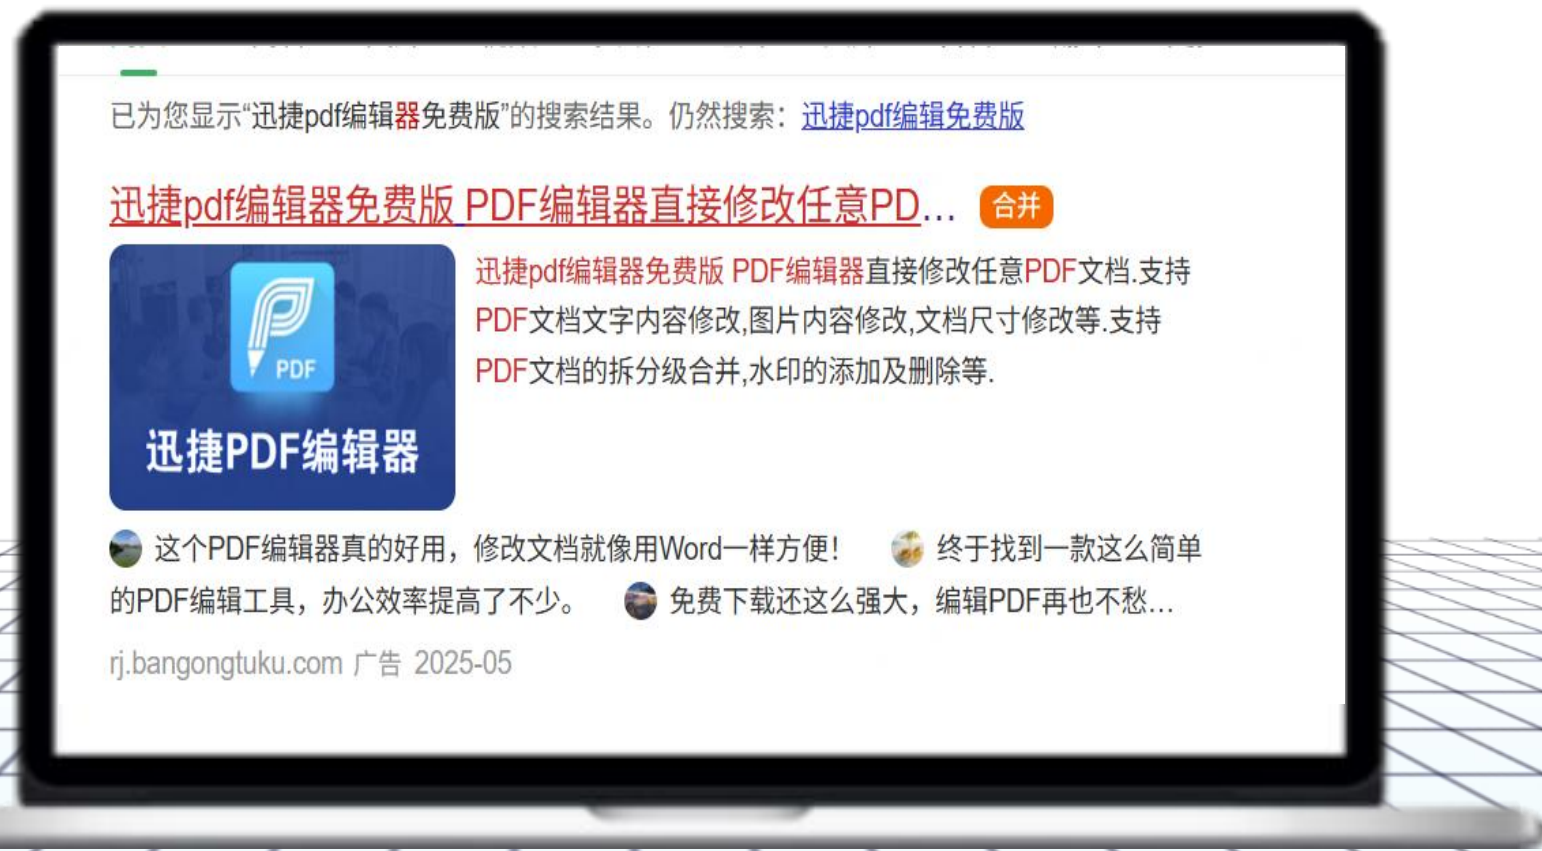 已为您显示“迅捷pdf编辑器免费版”的搜索结果。仍然搜索：迅捷pdf编辑免费版
迅捷pdf编辑器免费版 PDF编辑器直接修改任意PD... 合并
迅捷pdf编辑器免费版 PDF编辑器直接修改任意PDF文档.支持
PDF文档文字内容修改,图片内容修改,文档尺寸修改等.支持
PDF文档的拆分级合并,水印的添加及删除等.
PDF
迅捷PDF编辑器
这个PDF编辑器真的好用，修改文档就像用Word一样方便！ 终于找到一款这么简单
的PDF编辑工具，办公效率提高了不少。 免费下载还这么强大，编辑PDF再也不愁...
rj.bangongtuku.com 广告 2025-05